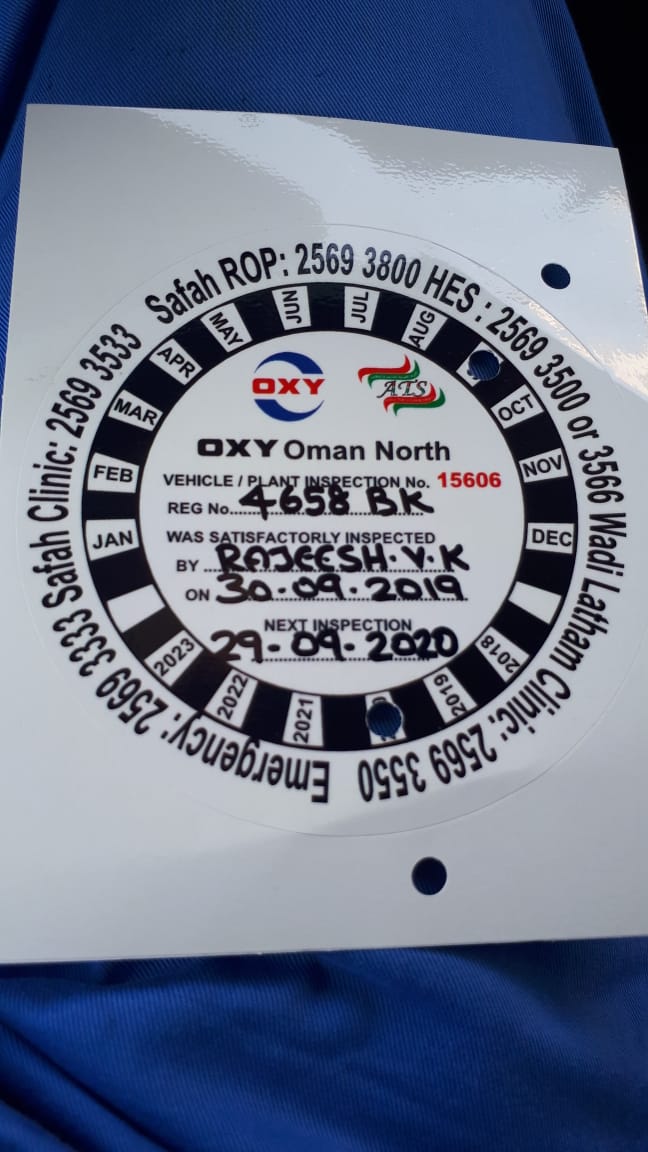 Safah ROP: 2569 3800 HES : 2569 3500 or 3566 Wadi Latham Clinic: 2569 3550
Emergency: 2569 3333 Safah Clinic: 2569 3533
JAN
FEB
MAR
APR
MAY
JUN
JUL
AUG
OCT
NOV
DEC
2018
2019
2021
2022
2023
OXY
ATS
OXY Oman North
VEHICLE / PLANT INSPECTION No. 15606
REG No. 4658 BK
WAS SATISFACTORILY INSPECTED
BY RAJEESH.V.K
ON 30-09-2019
NEXT INSPECTION
29-09-2020